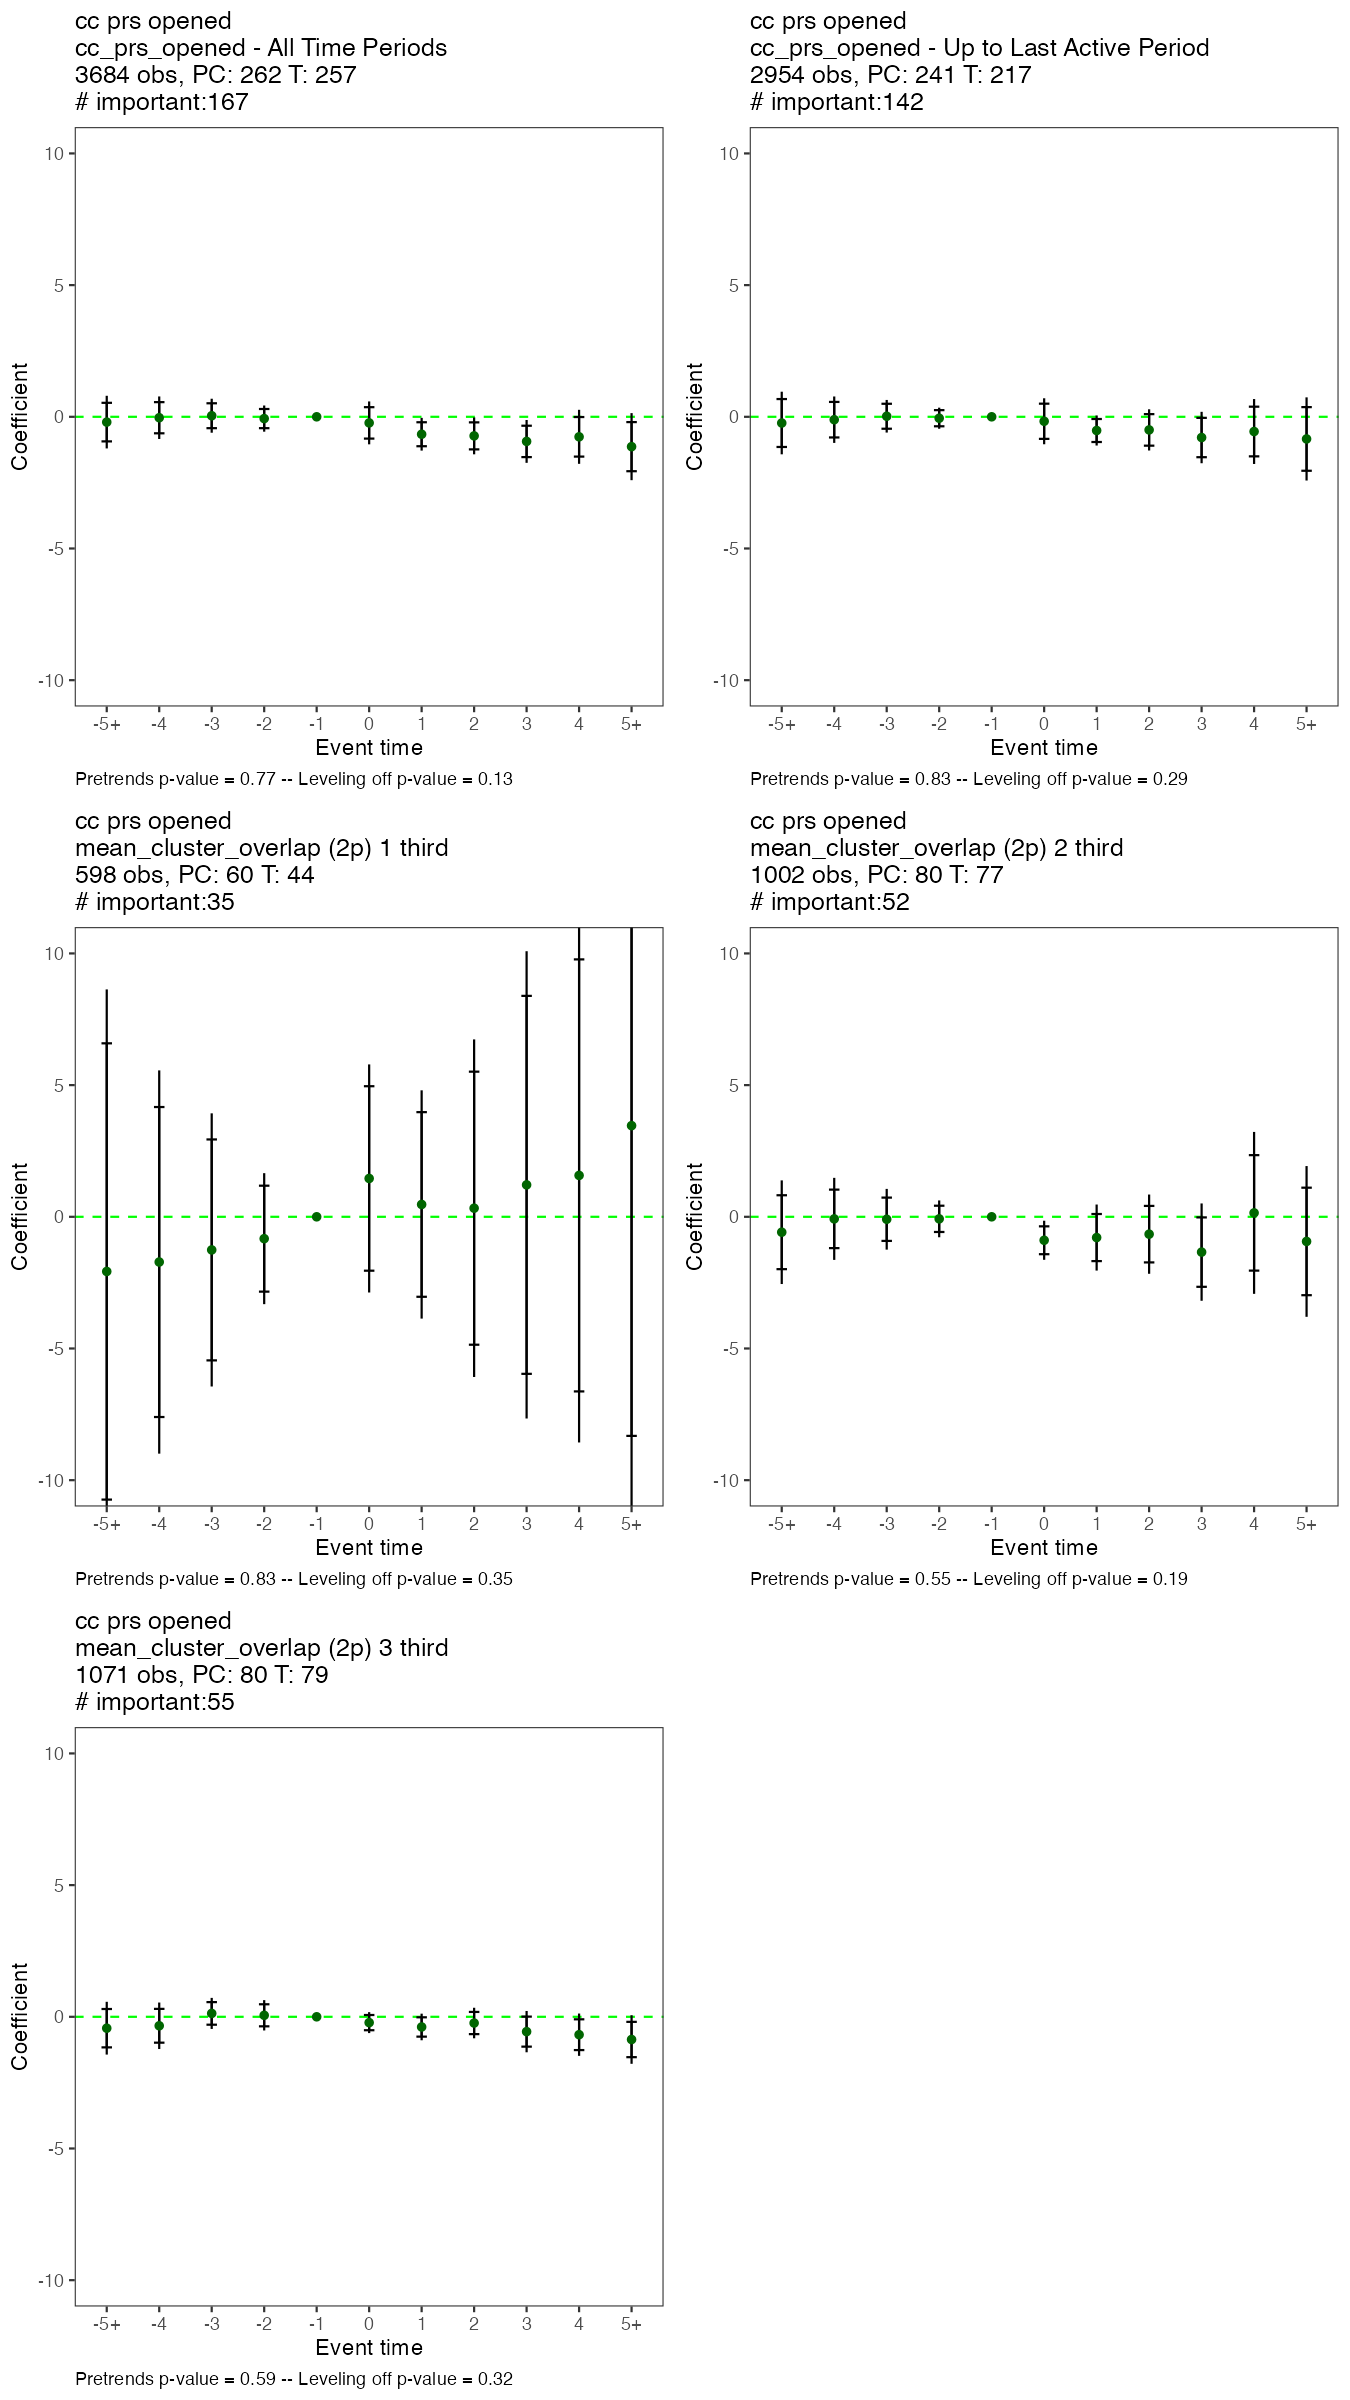 cc prs opened
cc_prs_opened - All Time Periods
3684 obs, PC: 262 T: 257
# important:167
10
5
0
-5
-10
Coefficient
-5+ -4 -3 -2 -1 0 1 2 3 4 5+
Event time
Pretrends p-value = 0.77 -- Leveling off p-value = 0.13
cc prs opened
cc_prs_opened - Up to Last Active Period
2954 obs, PC: 241 T: 217
# important:142
10
5
0
-5
-10
Coefficient
-5+ -4 -3 -2 -1 0 1 2 3 4 5+
Event time
Pretrends p-value = 0.83 -- Leveling off p-value = 0.29
cc prs opened
mean_cluster_overlap (2p) 1 third
598 obs, PC: 60 T: 44
# important:35
10
5
0
-5
-10
Coefficient
-5+ -4 -3 -2 -1 0 1 2 3 4 5+
Event time
Pretrends p-value = 0.83 -- Leveling off p-value = 0.35
cc prs opened
mean_cluster_overlap (2p) 2 third
1002 obs, PC: 80 T: 77
# important:52
10
5
0
-5
-10
Coefficient
-5+ -4 -3 -2 -1 0 1 2 3 4 5+
Event time
Pretrends p-value = 0.55 -- Leveling off p-value = 0.19
cc prs opened
mean_cluster_overlap (2p) 3 third
1071 obs, PC: 80 T: 79
# important:55
10
5
0
-5
-10
Coefficient
-5+ -4 -3 -2 -1 0 1 2 3 4 5+
Event time
Pretrends p-value = 0.59 -- Leveling off p-value = 0.32